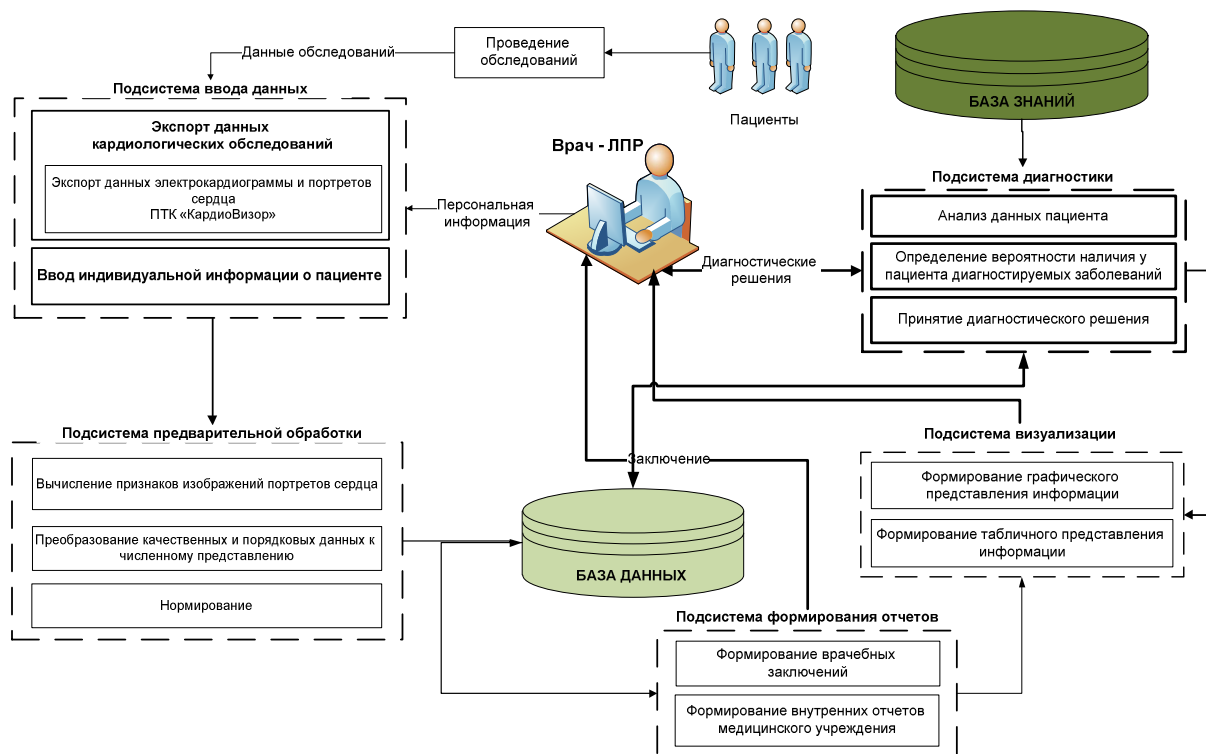 Данные обследований
Проведение
обследований
Пациенты
БАЗА ЗНАНИЙ
Подсистема ввода данных
Экспорт данных
кардиологических обследований
Экспорт данных электрокардиограммы и портретов
сердца
ПТК «КардиоВизор»
Ввод индивидуальной информации о пациенте
Врач - ЛПР
Персональная
информация
Диагностические
решения
Подсистема диагностики
Анализ данных пациента
Определение вероятности наличия у
пациента диагностируемых заболеваний
Принятие диагностического решения
Подсистема предварительной обработки
Вычисление признаков изображений портретов сердца
Преобразование качественных и порядковых данных к
численному представлению
Нормирование
Заключение
БАЗА ДАННЫХ
Подсистема визуализации
Формирование графического
представления информации
Формирование табличного представления
информации
Подсистема формирования отчетов
Формирование врачебных
заключений
Формирование внутренних отчетов
медицинского учреждения